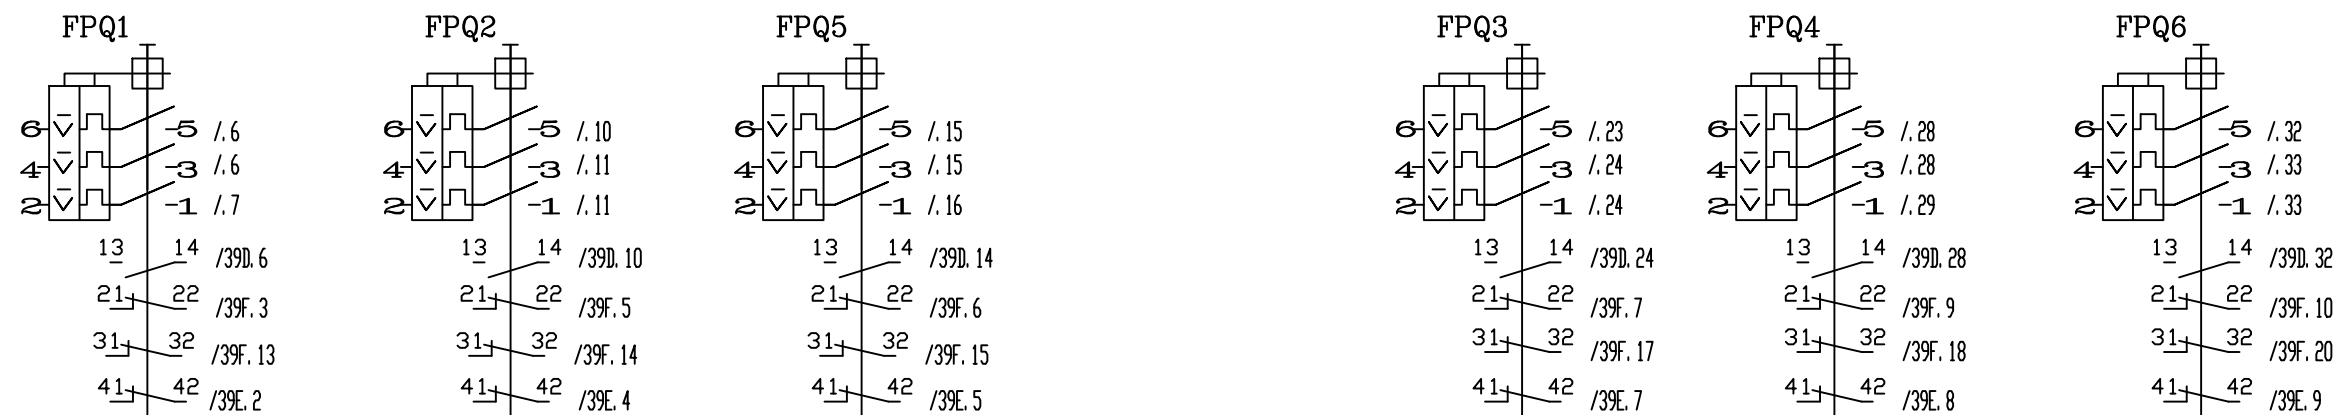 FPQ1 FPQ2 FPQ5 FPQ3 FPQ4 FPQ6
6 5 /.6 6 5 /.10 6 5 /.15 6 5 /.23 6 5 /.28 6 5 /.32
4 3 /.6 4 3 /.11 4 3 /.15 4 3 /.24 4 3 /.28 4 3 /.33
2 1 /.7 2 1 /.11 2 1 /.16 2 1 /.24 2 1 /.29 2 1 /.33
13 14 /39D.6 13 14 /39D.10 13 14 /39D.14 13 14 /39D.24 13 14 /39D.28 13 14 /39D.32
21 22 /39F.3 21 22 /39F.5 21 22 /39F.6 21 22 /39F.7 21 22 /39F.9 21 22 /39F.10
31 32 /39F.13 31 32 /39F.14 31 32 /39F.15 31 32 /39F.17 31 32 /39F.18 31 32 /39F.20
41 42 /39E.2 41 42 /39E.4 41 42 /39E.5 41 42 /39E.7 41 42 /39E.8 41 42 /39E.9